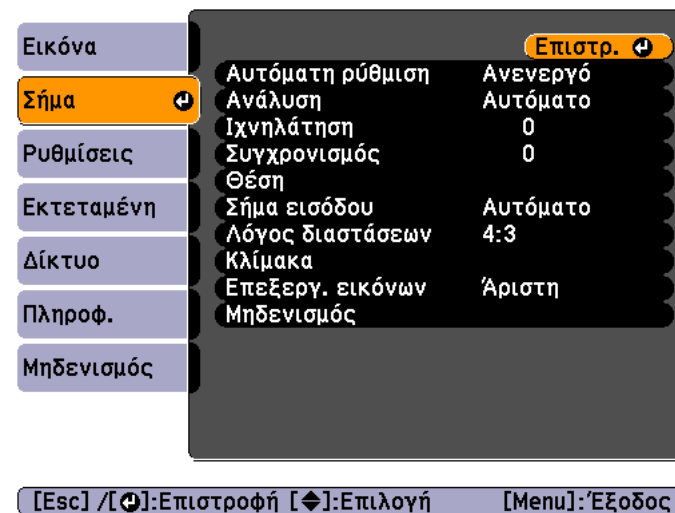 Εικόνα
Σήμα
Ρυθμίσεις
Εκτεταμένη
Δίκτυο
Πληροφ.
Μηδενισμός
Επιστρ.
Αυτόματη ρύθμιση Ανενεργό
Ανάλυση Αυτόματο
Ιχνηλάτηση 0
Συγχρονισμός 0
Θέση
Σήμα εισόδου Αυτόματο
Λόγος διαστάσεων 4:3
Κλίμακα
Επεξεργ. εικόνων Άριστη
Μηδενισμός
[Esc] /[⏎]:Επιστροφή [◆]:Επιλογή [Menu]:Έξοδος